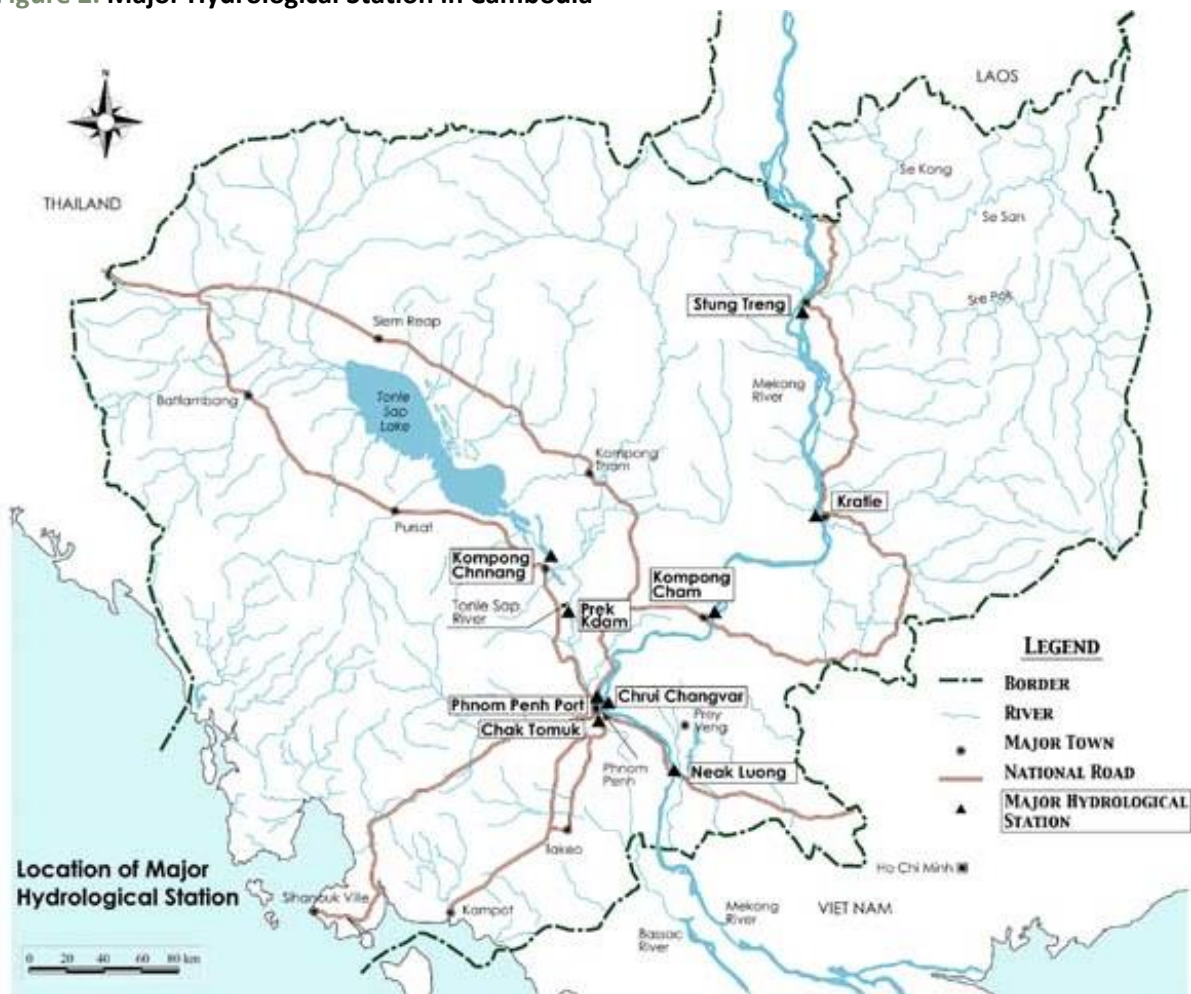 Figure 2. Major Hydrological Station in Cambodia
N
LAOS
THAILAND
Se Kong
Se San
Sre Pok
Stung Treng
Siem Reap
Mekong
River
Battambang
Tonle
Sap
Lake
Kompong
Thom
Kratie
Pursat
Kompong
Chnnang
Kompong
Cham
Tonle Sap
River
Prek
Kdam
LEGEND
BORDER
RIVER
MAJOR TOWN
NATIONAL ROAD
MAJOR HYDROLOGICAL
STATION
Phnom Penh Port
Chrui Changvar
Chak Tomuk
Prey
Veng
Phnom
Penh
Neak Luong
Takeo
Ho Chi Minh
Location of Major
Hydrological Station
Sihanouk Ville
Kampot
Mekong
River
VIET NAM
Bassac
River
0 20 40 60 80 km